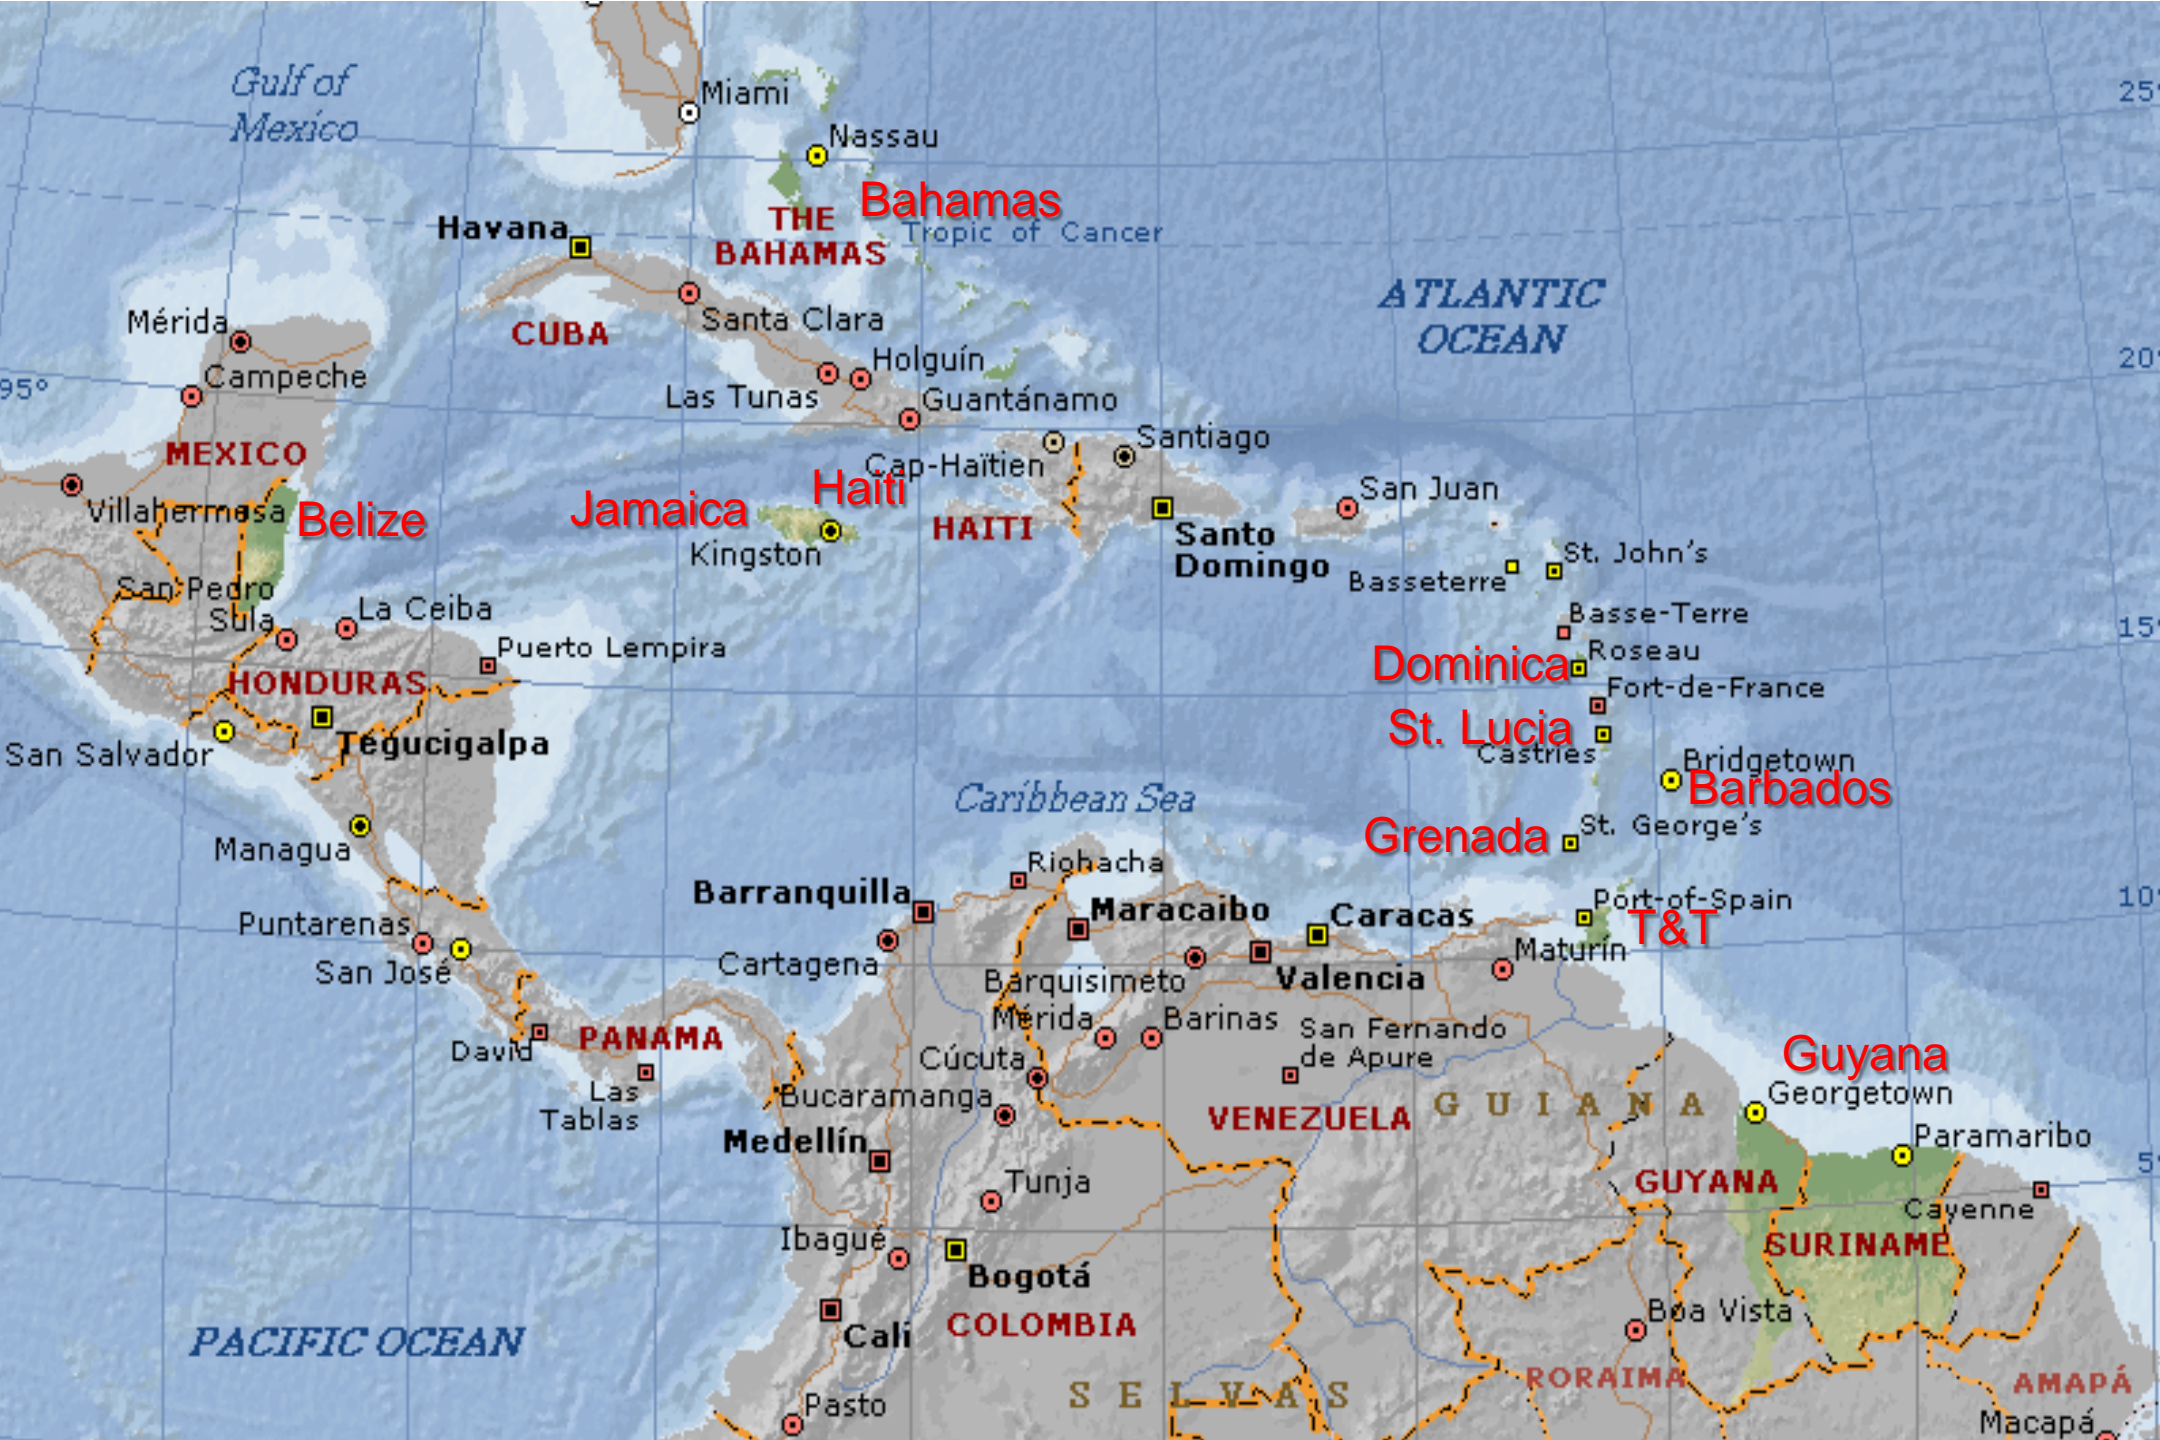 Gulf of
Mexico
Miami
Nassau
Bahamas
THE
BAHAMAS
Tropic of Cancer
25°
Havana
ATLANTIC
OCEAN
Mérida
Santa Clara
CUBA
Holguín
20°
95°
Campeche
Las Tunas
Guantánamo
MEXICO
Cap-Haïtien
Santiago
Haiti
San Juan
Villahermosa
Belize
Jamaica
HAITI
Kingston
Santo
Domingo
St. John's
Basseterre
San Pedro
Sula
La Ceiba
Basse-Terre
15°
Puerto Lempira
Roseau
Dominica
HONDURAS
Fort-de-France
St. Lucia
Castries
Tegucigalpa
San Salvador
Bridgetown
Barbados
Caribbean Sea
St. George's
Grenada
Managua
Riohacha
Barranquilla
Maracaibo
Caracas
Port-of-Spain
10°
T&T
Puntarenas
Maturín
Cartagena
San José
Barquisimeto
Valencia
Mérida
Barinas
San Fernando
de Apure
PANAMA
David
Cúcuta
Guyana
Las
Tablas
Bucaramanga
Georgetown
VENEZUELA
GUIANA
Medellín
Paramaribo
5°
Tunja
GUYANA
Cayenne
Ibagué
SURINAME
Bogotá
COLOMBIA
Cali
Boa Vista
PACIFIC OCEAN
RORAIMA
AMAPÁ
SELVAS
Pasto
Macapá